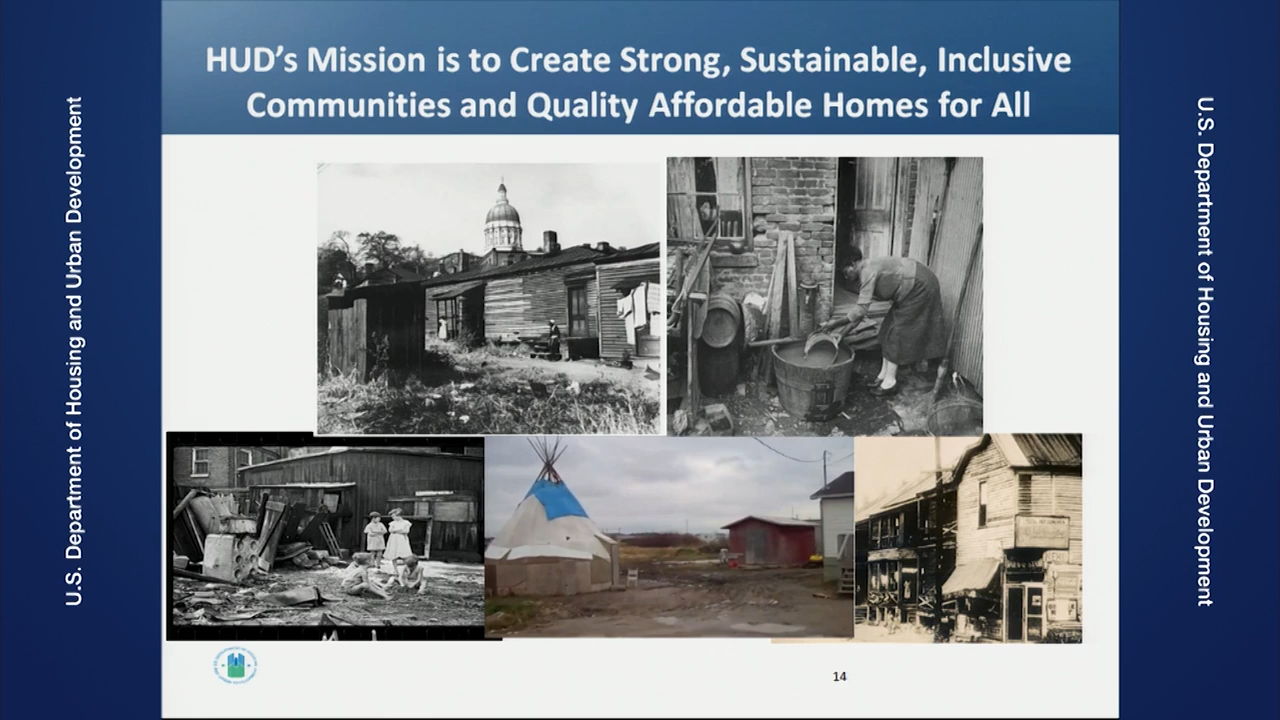 HUD's Mission is to Create Strong, Sustainable, Inclusive
Communities and Quality Affordable Homes for All
U.S. Department of Housing and Urban Development
U.S. Department of Housing and Urban Development
14